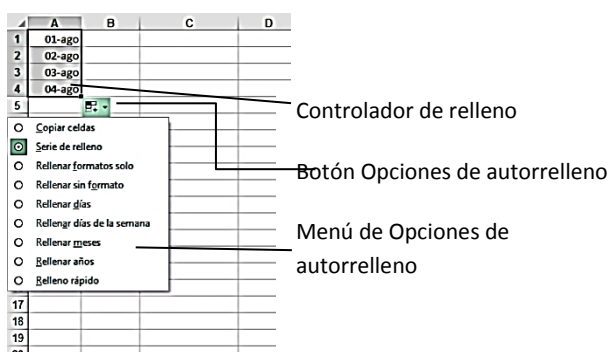 A B C D
1 01-ago
2 02-ago
3 03-ago
4 04-ago
5
Copiar celdas
Serie de relleno
Rellenar formatos solo
Rellenar sin formato
Rellenar días
Rellenar días de la semana
Rellenar meses
Rellenar años
Relleno rápido
17
18
19
Controlador de relleno
Botón Opciones de autorrelleno
Menú de Opciones de
autorrelleno